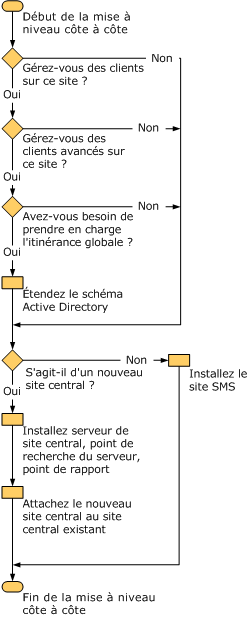 Début de la mise à
niveau côte à côte
Gérez-vous des clients
sur ce site ?
Non
Oui
Gérez-vous des
clients avancés sur
ce site ?
Non
Oui
Avez-vous besoin de
prendre en charge
l'itinérance globale ?
Non
Oui
Étendez le schéma
Active Directory
S'agit-il d'un nouveau
site central ?
Non
Installez le
site SMS
Oui
Installez serveur de
site central, point de
recherche du serveur,
point de rapport
Attachez le nouveau
site central au site
central existant
Fin de la mise à niveau
côte à côte